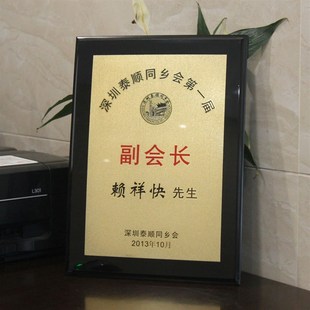 深圳泰顺同乡会第一届
副会长
赖祥快 先生
深圳泰顺同乡会
2013年10月